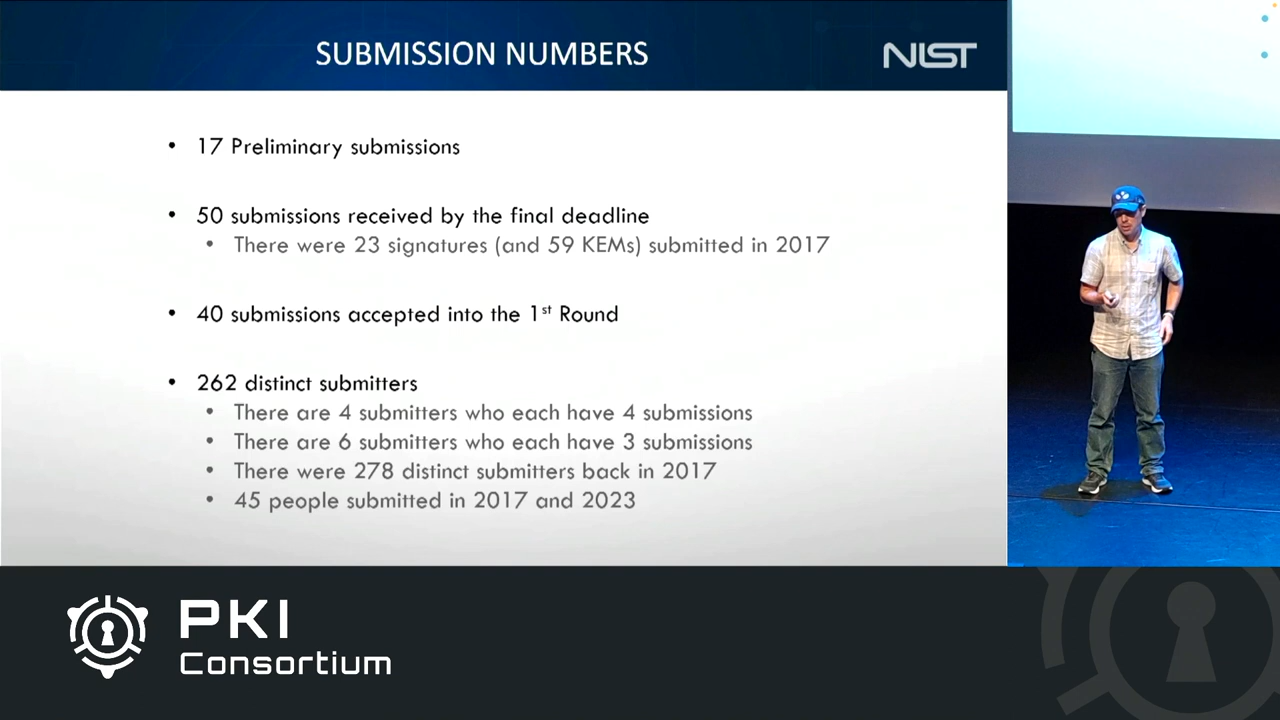 SUBMISSION NUMBERS
NIST
• 17 Preliminary submissions
• 50 submissions received by the final deadline
• There were 23 signatures (and 59 KEMs) submitted in 2017
• 40 submissions accepted into the 1st Round
• 262 distinct submitters
• There are 4 submitters who each have 4 submissions
• There are 6 submitters who each have 3 submissions
• There were 278 distinct submitters back in 2017
• 45 people submitted in 2017 and 2023
PKI
Consortium